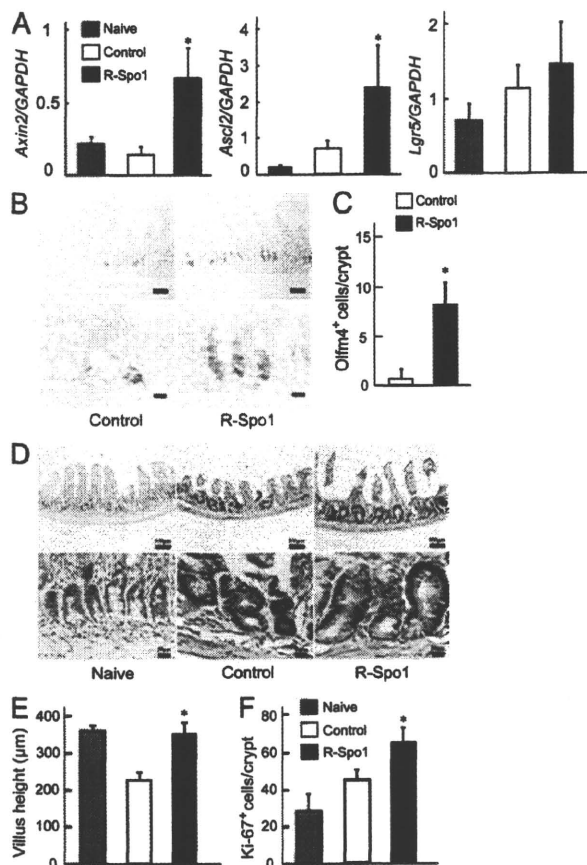 A
Naive
Control
R-Spo1
Axin2/GAPDH
1
0.5
0
*
Ascl2/GAPDH
4
3
2
1
0
*
Lgr5/GAPDH
2
1
0
B
Control
R-Spo1
C
Control
R-Spo1
Olfm4+ cells/crypt
15
10
5
0
*
D
Naive
Control
R-Spo1
E
Villus height (µm)
400
300
200
100
0
*
F
Naive
Control
R-Spo1
Ki-67+ cells/crypt
80
60
40
20
0
*